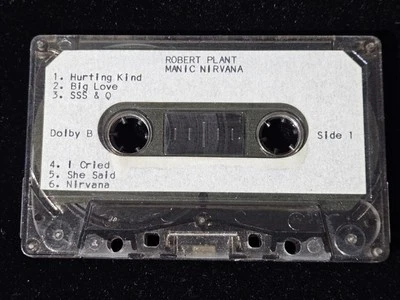 ROBERT PLANT
MANIC NIRVANA
1. Hurting Kind
2. Big Love
3. SSS & Q
Dolby B
Side 1
4. I Cried
5. She Said
6. Nirvana